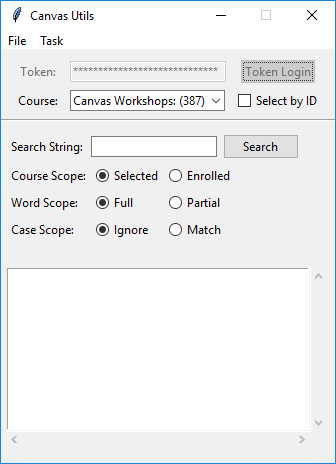 Canvas Utils
File Task
Token: ****************************** Token Login
Course: Canvas Workshops: (387) Select by ID
Search String: Search
Course Scope: Selected Enrolled
Word Scope: Full Partial
Case Scope: Ignore Match